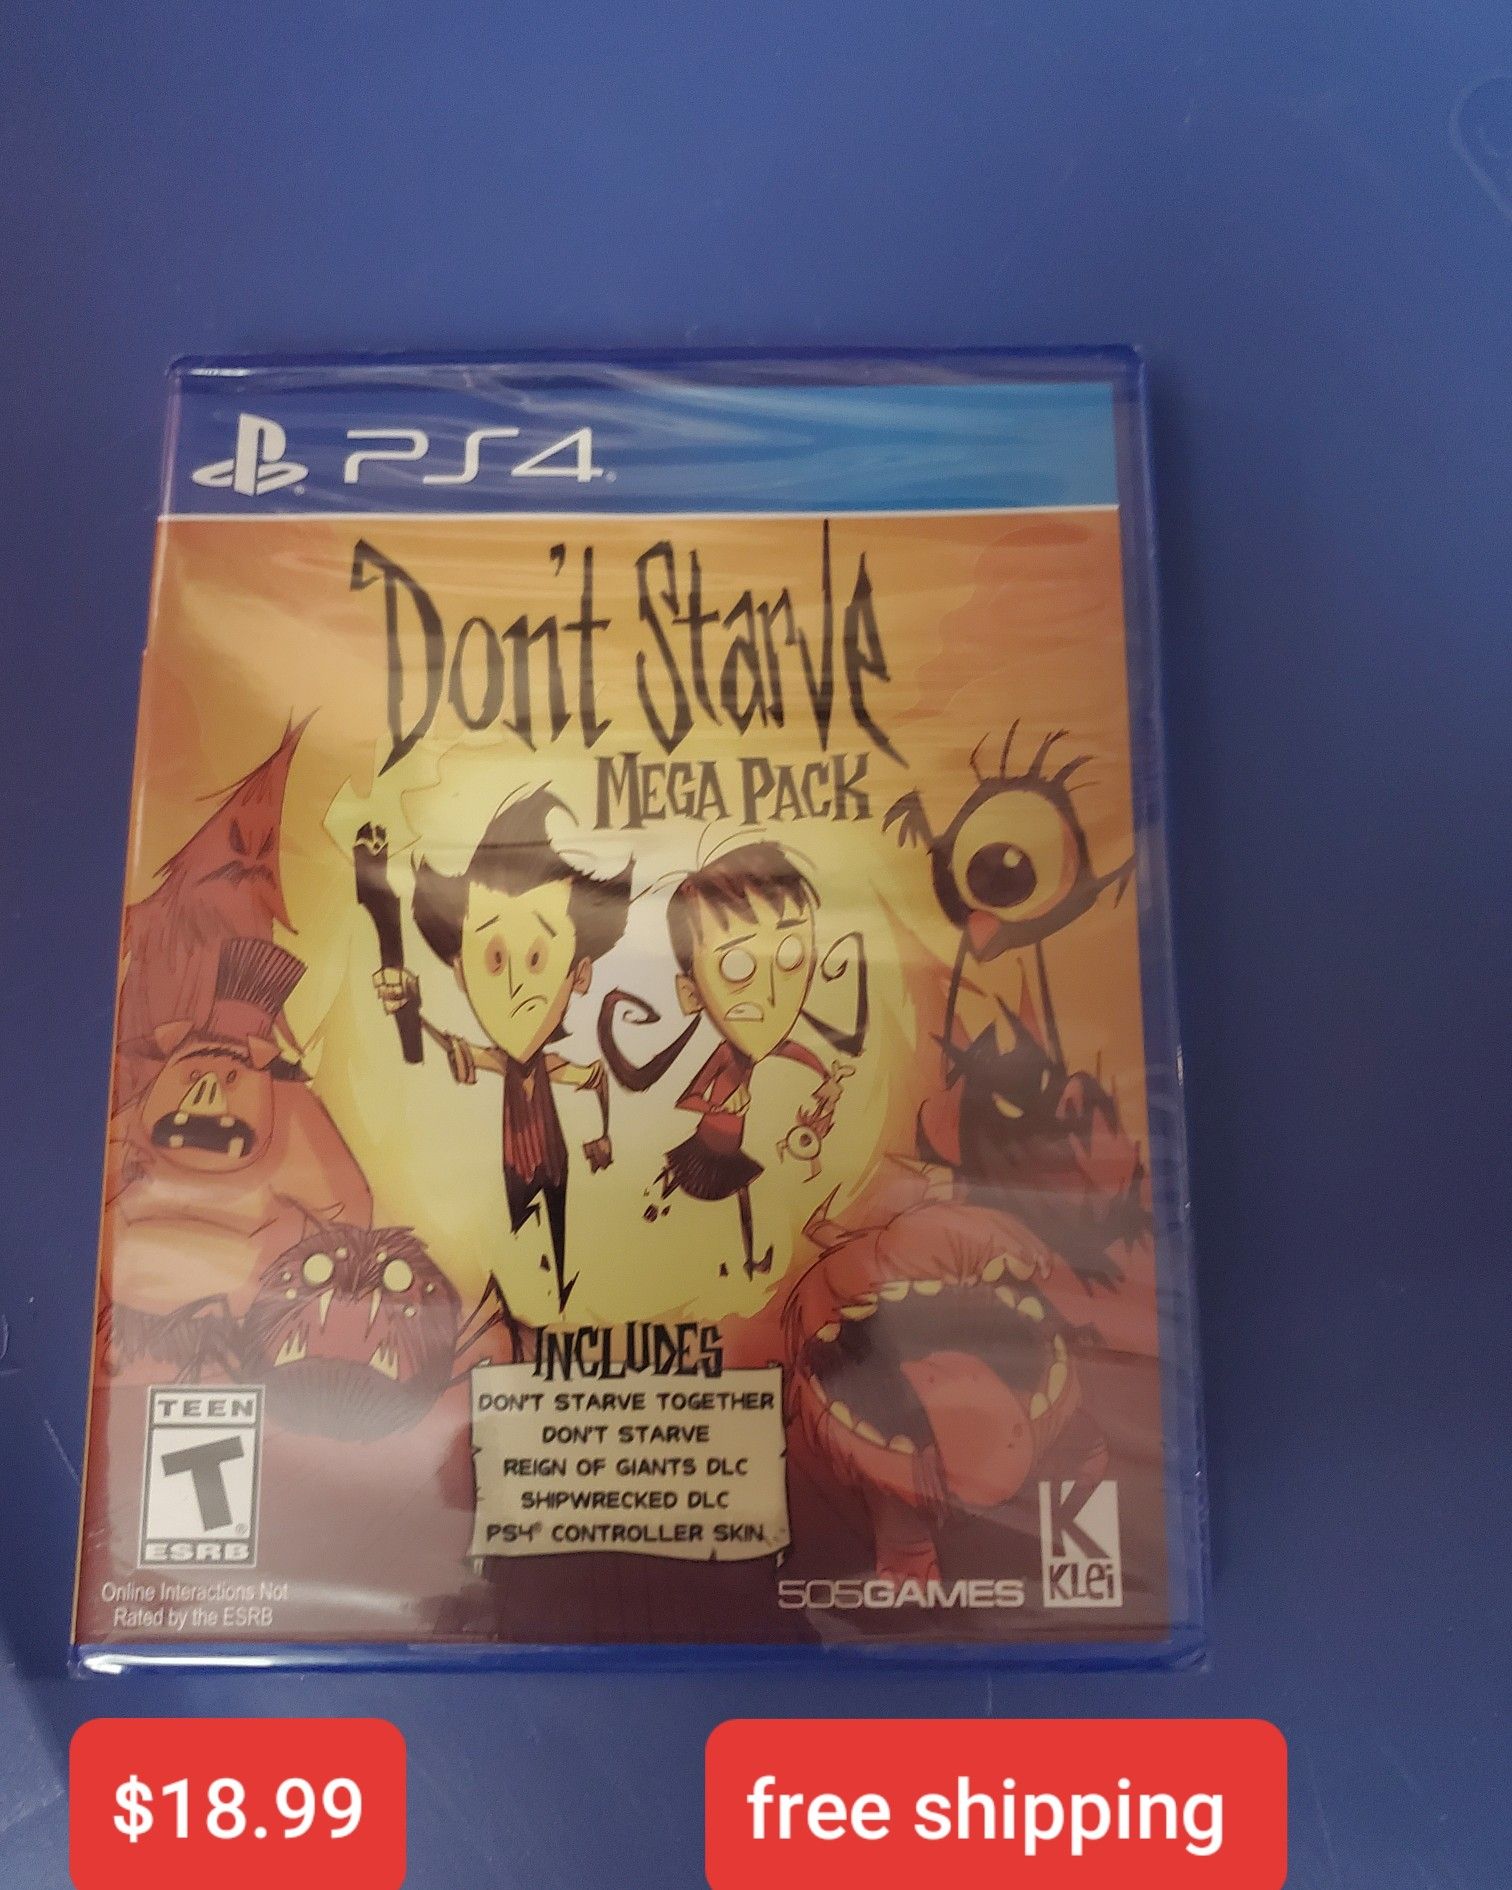 PS4
Don't Starve
MEGA PACK
INCLUDES
DON'T STARVE TOGETHER
DON'T STARVE
REIGN OF GIANTS DLC
SHIPWRECKED DLC
PS4® CONTROLLER SKIN
TEEN
T
ESRB
Online Interactions Not
Rated by the ESRB
505GAMES
K
KLei
$18.99
free shipping